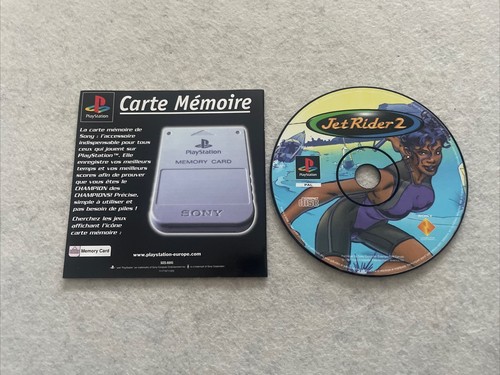 PlayStation
Carte Mémoire
La carte mémoire de
Sony : l'accessoire
indispensable pour tous
ceux qui jouent sur
PlayStation™. Elle
enregistre vos meilleurs
temps et vos meilleurs
scores afin de prouver
que vous êtes le
CHAMPION des
CHAMPIONS! Précise,
simple à utiliser et
pas besoin de piles !
Cherchez les jeux
affichant l'icône
carte mémoire :
Memory Card
MEMORY CARD
SONY
www.playstation-europe.com
Jet Rider 2
PlayStation
PAL